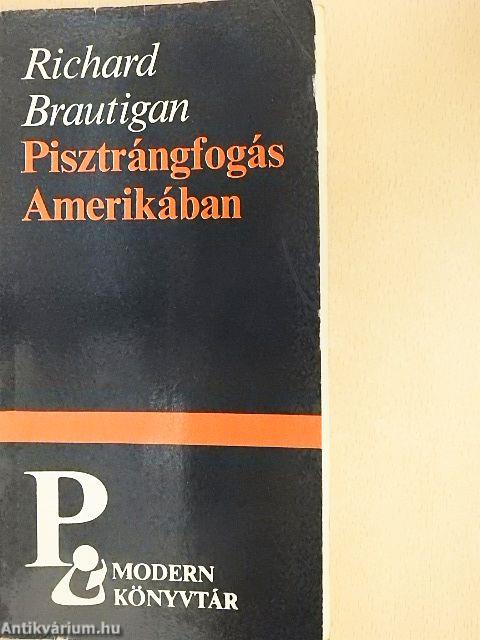 Richard
Brautigan
Pisztrángfogás
Amerikában
P
MODERN
KÖNYVTÁR
Antikvárium.hu